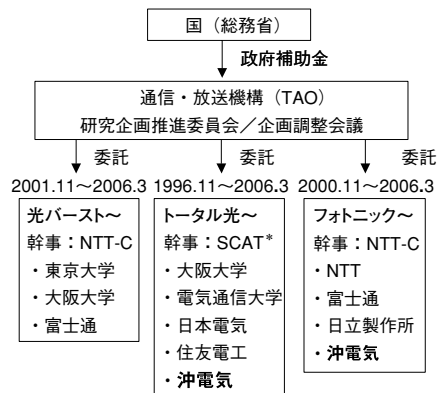 国（総務省）
政府補助金
通信・放送機構（TAO）
研究企画推進委員会／企画調整会議
委託
委託
委託
2001.11～2006.3
1996.11～2006.3
2000.11～2006.3
光バースト～
幹事：NTT-C
・東京大学
・大阪大学
・富士通
トータル光～
幹事：SCAT*
・大阪大学
・電気通信大学
・日本電気
・住友電工
・沖電気
フォトニック～
幹事：NTT-C
・NTT
・富士通
・日立製作所
・沖電気